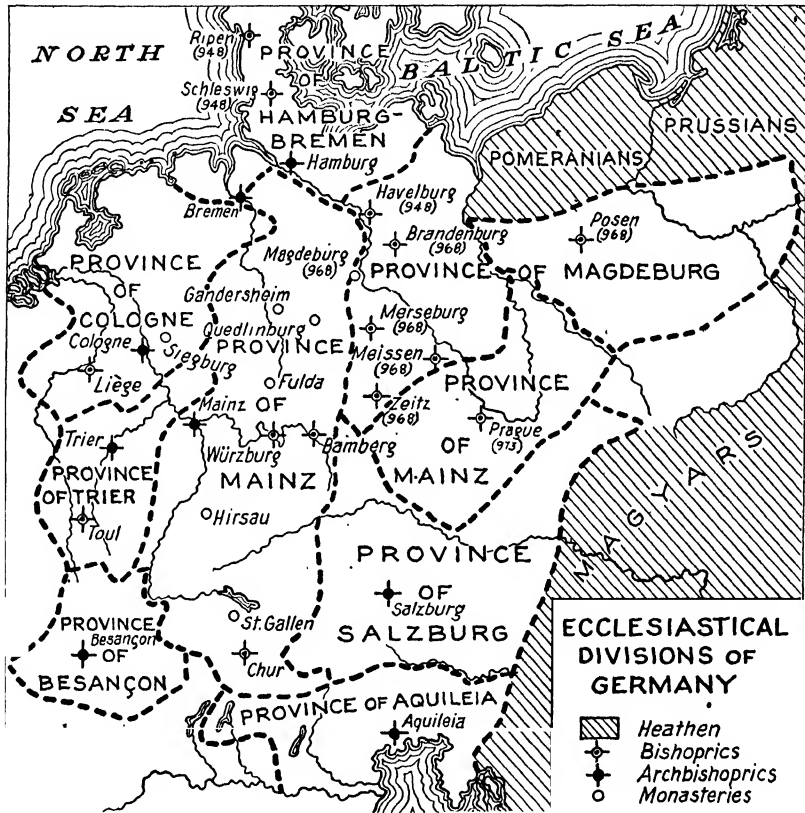 NORTH
SEA
BALTIC SEA
Ripen
(948)
PROVINCE
OF
HAMBURG-
BREMEN
Schleswig
(948)
Hamburg
Bremen
POMERANIANS
PRUSSIANS
Havelburg
(948)
Brandenburg
(968)
Posen
(968)
Magdeburg
(968)
PROVINCE OF MAGDEBURG
PROVINCE
OF
COLOGNE
Cologne
Siegburg
Liège
Gandersheim
Quedlinburg
PROVINCE
OF
MAINZ
Fulda
Mainz
Würzburg
Bamberg
Hirsau
Merseburg
(968)
Meissen
(968)
Zeitz
(968)
PROVINCE
OF
MAINZ
Prague
(973)
Trier
PROVINCE
OF TRIER
Toul
MAGYARS
PROVINCE
OF
SALZBURG
Salzburg
St. Gallen
Chur
PROVINCE
Besançon
OF
BESANÇON
PROVINCE OF AQUILEIA
Aquileia
ECCLESIASTICAL
DIVISIONS OF
GERMANY
Heathen
Bishoprics
Archbishoprics
Monasteries